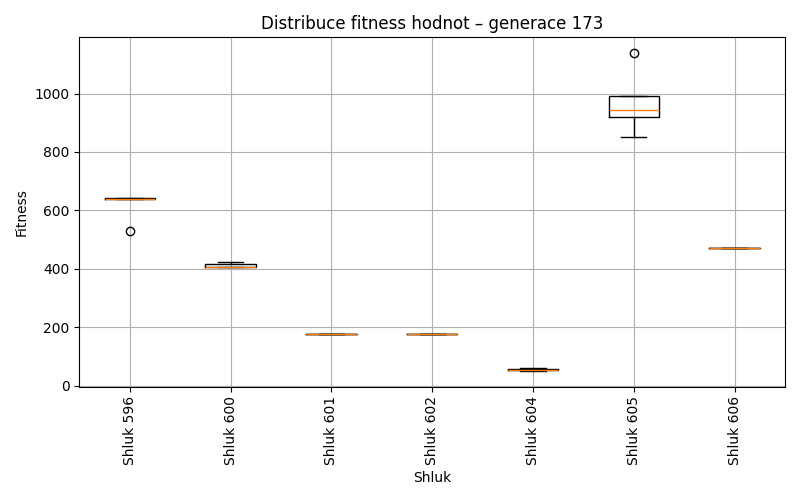 Distribuce fitness hodnot – generace 173
Fitness
1000
800
600
400
200
0
Shluk 596
Shluk 600
Shluk 601
Shluk 602
Shluk 604
Shluk 605
Shluk 606
Shluk